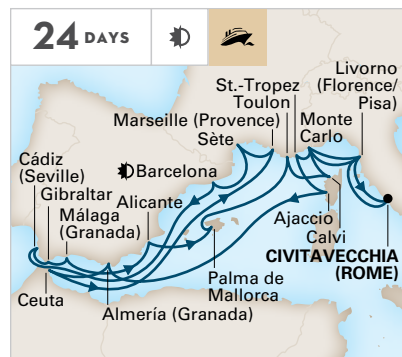 24 DAYS
Livorno
(Florence/
Pisa)
St.-Tropez
Toulon
Monte
Carlo
Marseille (Provence)
Sète
Cádiz
(Seville)
Gibraltar
Málaga
(Granada)
Barcelona
Alicante
Ajaccio
Calvi
CIVITAVECCHIA
(ROME)
Palma de
Mallorca
Ceuta
Almería (Granada)